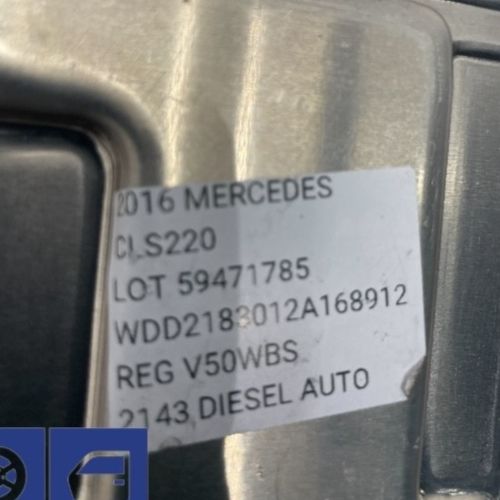 2016 MERCEDES
CLS220
LOT 59471785
WDD2183012A168912
REG V50WBS
2143 DIESEL AUTO